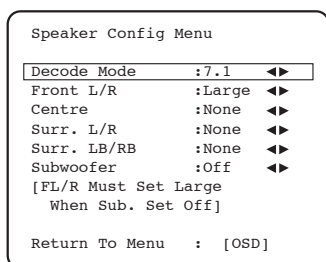 Speaker Config
Menu
Decode Mode :7.1 ◄►
Front L/R :Large ◄►
Centre :None ◄►
Surr. L/R :None ◄►
Surr. LB/RB :None ◄►
Subwoofer :Off ◄►
[FL/R Must Set Large
When Sub. Set Off]
Return To Menu : [OSD]